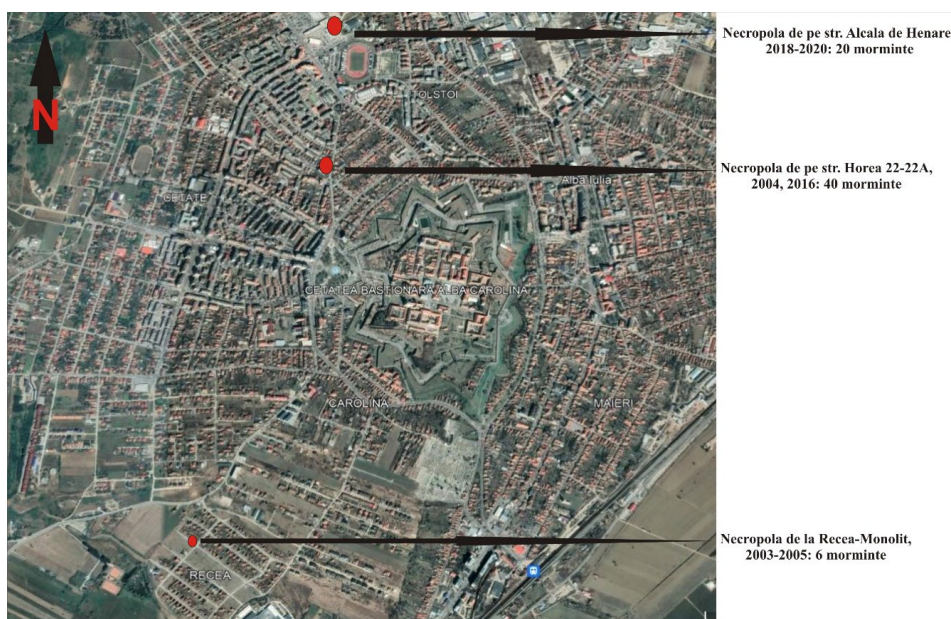 Necropola de pe str. Alcala de Henare
2018-2020: 20 morminte
N
TOLSTOI
Necropola de pe str. Horea 22-22A,
2004, 2016: 40 morminte
Alba Iulia
CETATE
CETATEA BASTIONARA ALBA CAROLINA
CAROLINA
MAIERI
Necropola de la Recea-Monolit,
2003-2005: 6 morminte
RECEA